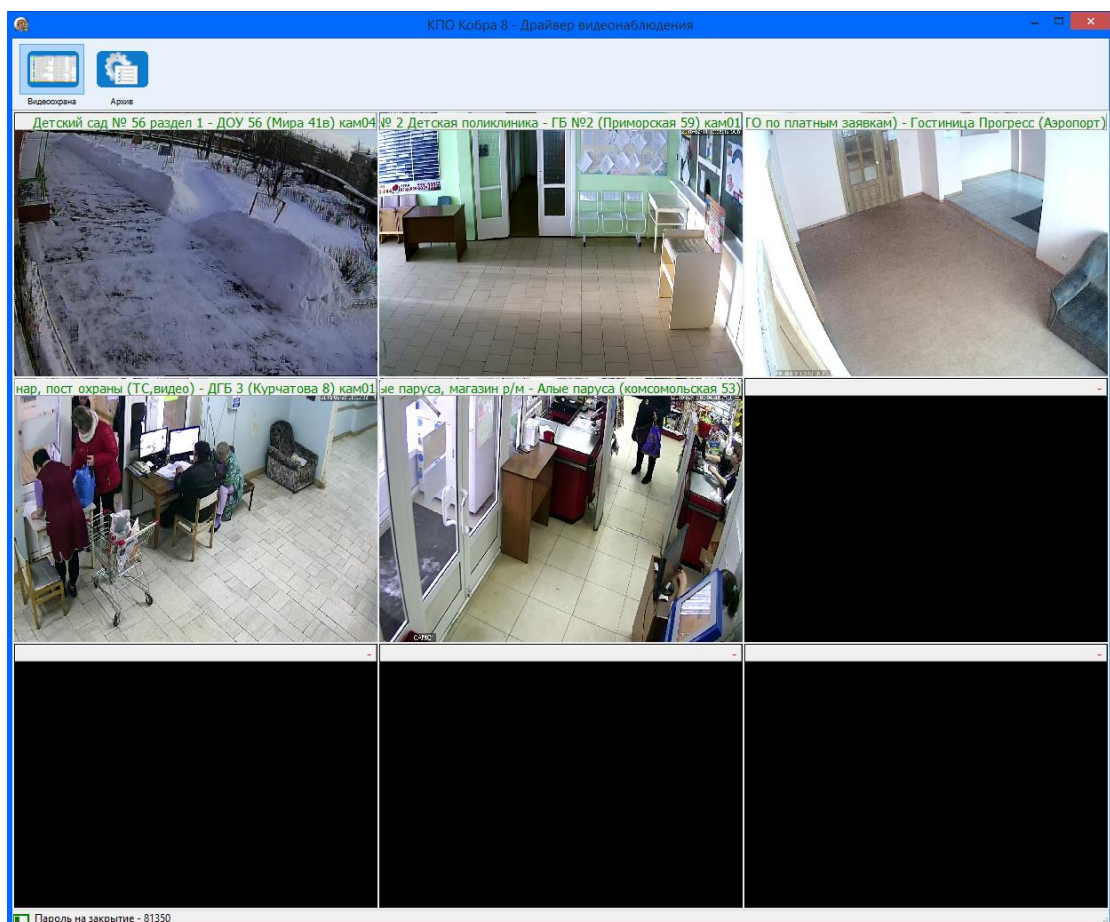 КПО Кобра 8 - Драйвер видеонаблюдения
Видеоохрана
Архив
Детский сад № 56 раздел 1 - ДОУ 56 (Мира 41в) кам04
№ 2 Детская поликлиника - ГБ №2 (Приморская 59) кам01
ГО по платным заявкам) - Гостиница Прогресс (Аэропорт)
нар, пост охраны (ТС,видео) - ДГБ 3 (Курчатова 8) кам01
ые паруса, магазин р/м - Алые паруса (комсомольская 53)
-
-
-
-
Пароль на закрытие - 81350